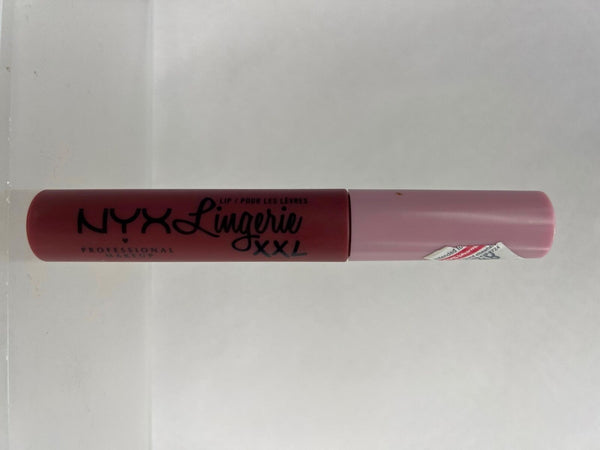 LIP / POUR LES LÈVRES
NYX Lingerie
XXL
PROFESSIONAL
MAKEUP